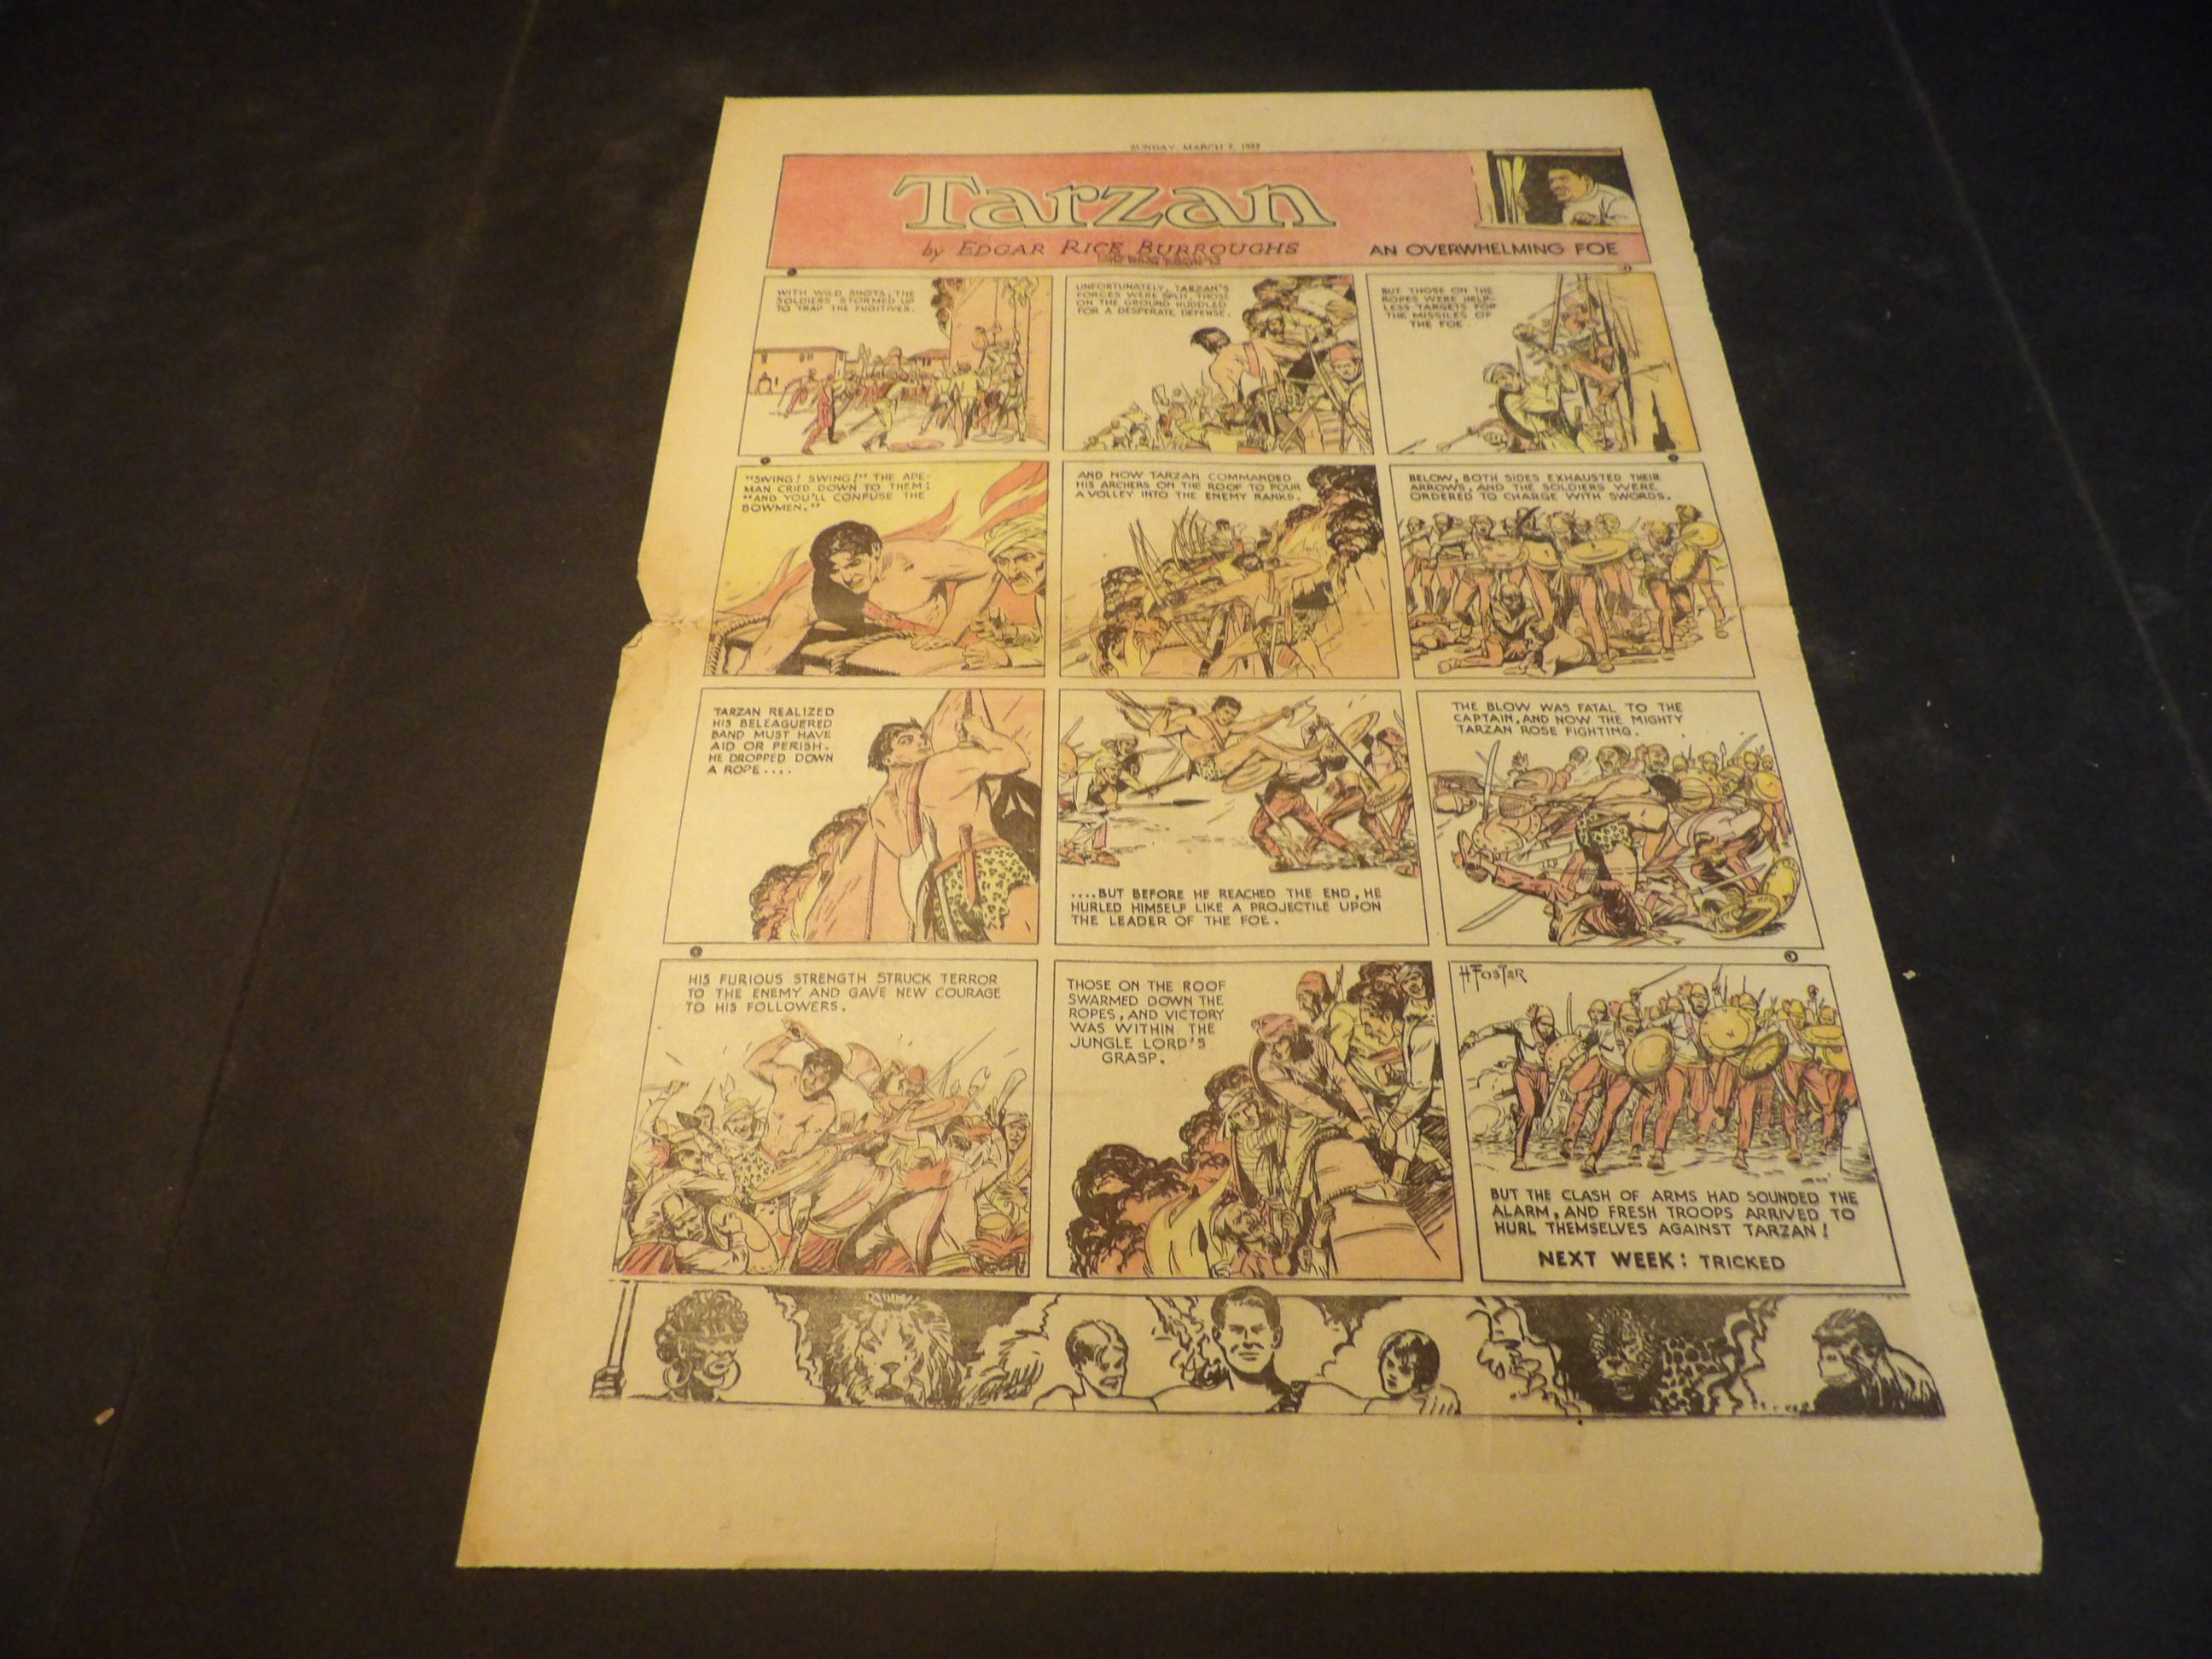 SUNDAY, MARCH 7, 1937
Tarzan
by EDGAR RICE BURROUGHS
AN OVERWHELMING FOE
WITH WILD SHOTS, THE
SOLDIERS STORMED UP
TO TRAP THE FUGITIVES.
UNFORTUNATELY, TARZAN'S
FORCES WERE SPLIT. THOSE
ON THE GROUND HUDDLED
FOR A DESPERATE DEFENSE.
BUT THOSE ON THE
ROPES WERE HELP-
LESS TARGETS FOR
THE MISSILES OF
THE FOE.
"SWING! SWING!" THE APE-
MAN CRIED DOWN TO THEM;
"AND YOU'LL CONFUSE THE
BOWMEN."
AND NOW TARZAN COMMANDED
HIS ARCHERS ON THE ROOF TO POUR
A VOLLEY INTO THE ENEMY RANKS.
BELOW, BOTH SIDES EXHAUSTED THEIR
ARROWS, AND THE SOLDIERS WERE
ORDERED TO CHARGE WITH SWORDS.
TARZAN REALIZED
HIS BELEAGUERED
BAND MUST HAVE
AID OR PERISH.
HE DROPPED DOWN
A ROPE....
....BUT BEFORE HE REACHED THE END, HE
HURLED HIMSELF LIKE A PROJECTILE UPON
THE LEADER OF THE FOE.
THE BLOW WAS FATAL TO THE
CAPTAIN, AND NOW THE MIGHTY
TARZAN ROSE FIGHTING.
HIS FURIOUS STRENGTH STRUCK TERROR
TO THE ENEMY AND GAVE NEW COURAGE
TO HIS FOLLOWERS.
THOSE ON THE ROOF
SWARMED DOWN THE
ROPES, AND VICTORY
WAS WITHIN THE
JUNGLE LORD'S
GRASP.
H FOSTER
BUT THE CLASH OF ARMS HAD SOUNDED THE
ALARM, AND FRESH TROOPS ARRIVED TO
HURL THEMSELVES AGAINST TARZAN!
NEXT WEEK: TRICKED